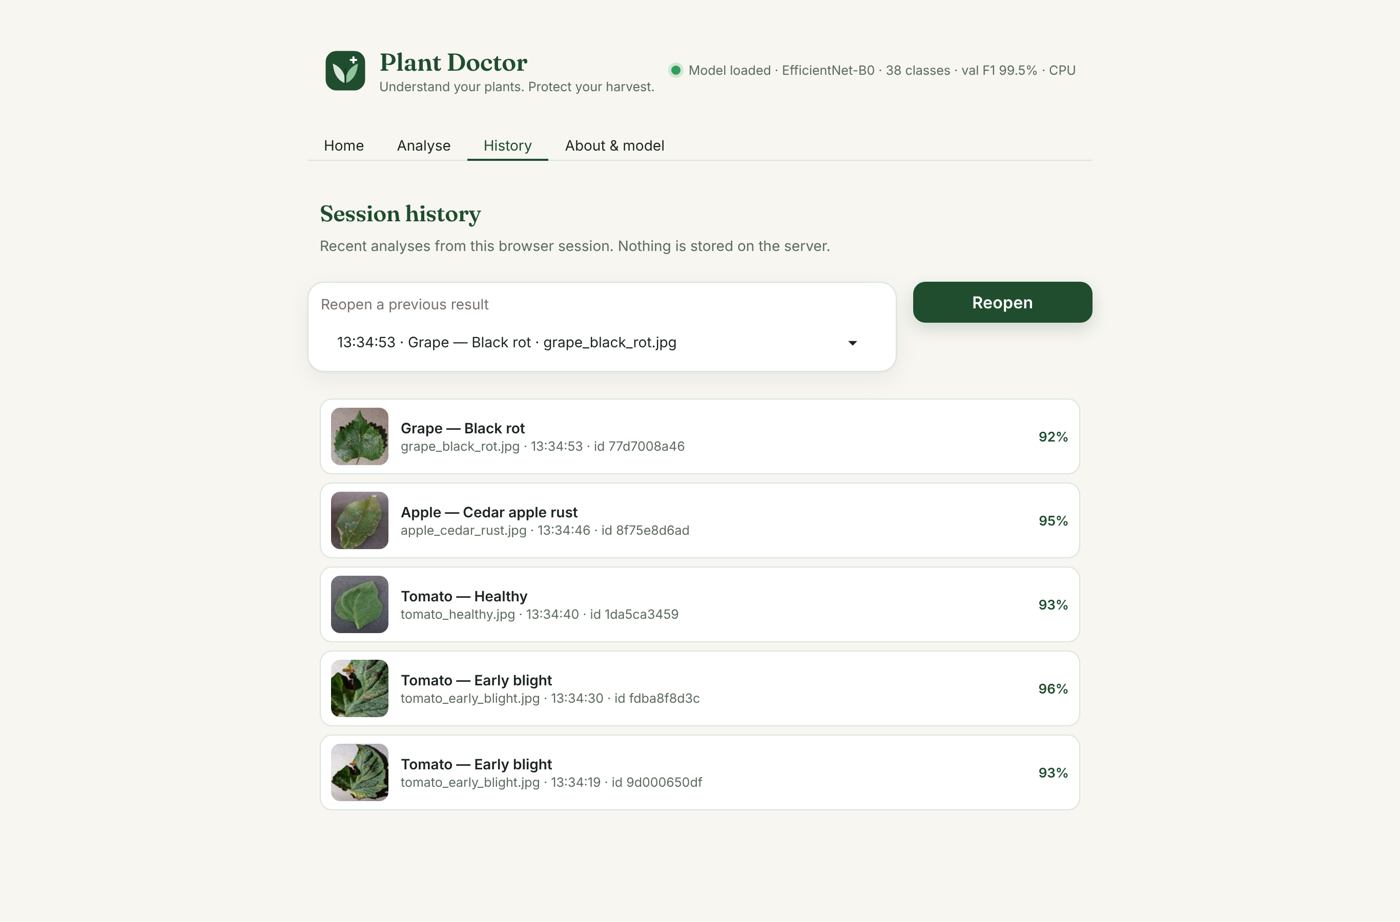 Plant Doctor
Understand your plants. Protect your harvest.
Model loaded · EfficientNet-B0 · 38 classes · val F1 99.5% · CPU
Home
Analyse
History
About & model
Session history
Recent analyses from this browser session. Nothing is stored on the server.
Reopen a previous result
13:34:53 · Grape — Black rot · grape_black_rot.jpg
Reopen
Grape — Black rot
grape_black_rot.jpg · 13:34:53 · id 77d7008a46
92%
Apple — Cedar apple rust
apple_cedar_rust.jpg · 13:34:46 · id 8f75e8d6ad
95%
Tomato — Healthy
tomato_healthy.jpg · 13:34:40 · id 1da5ca3459
93%
Tomato — Early blight
tomato_early_blight.jpg · 13:34:30 · id fdba8f8d3c
96%
Tomato — Early blight
tomato_early_blight.jpg · 13:34:19 · id 9d000650df
93%